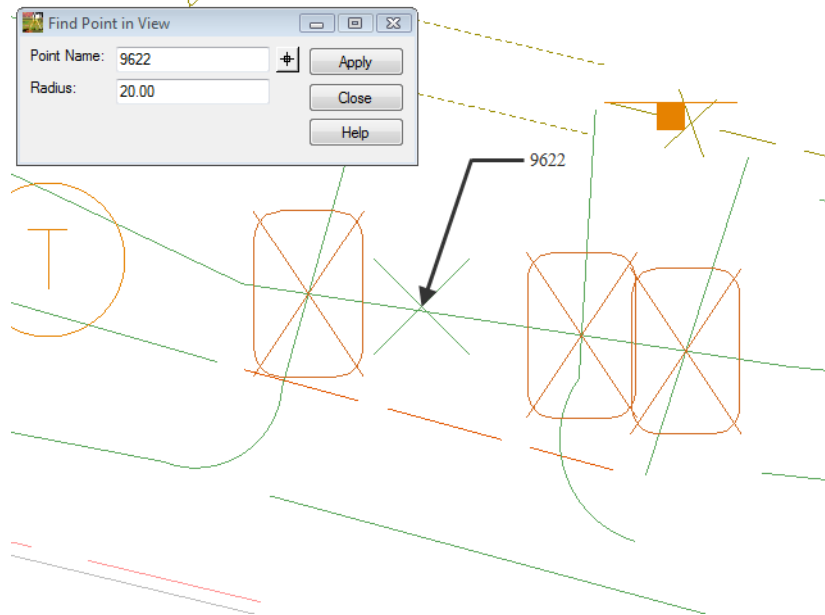 Find Point in View
Point Name: 9622
Apply
Radius: 20.00
Close
Help
9622
T